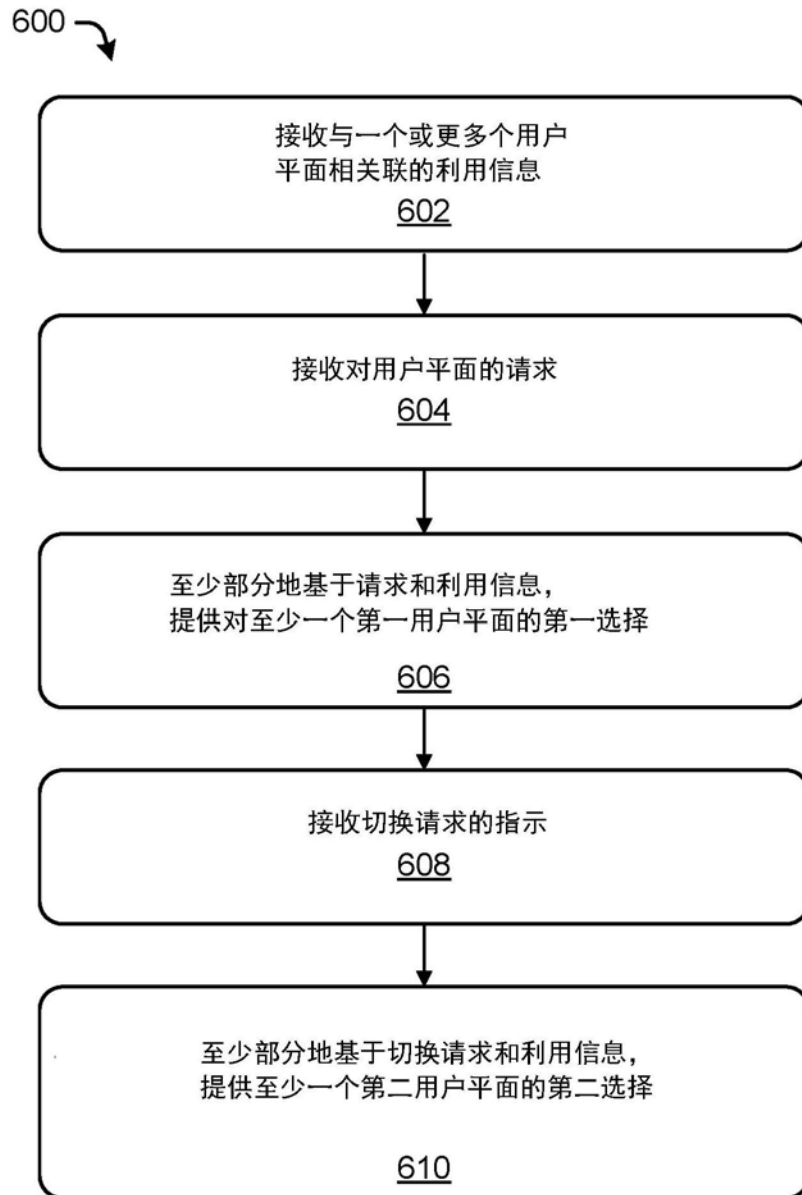 600
接收与一个或更多个用户
平面相关联的利用信息
602
接收对用户平面的请求
604
至少部分地基于请求和利用信息，
提供对至少一个第一用户平面的第一选择
606
接收切换请求的指示
608
至少部分地基于切换请求和利用信息，
提供至少一个第二用户平面的第二选择
610